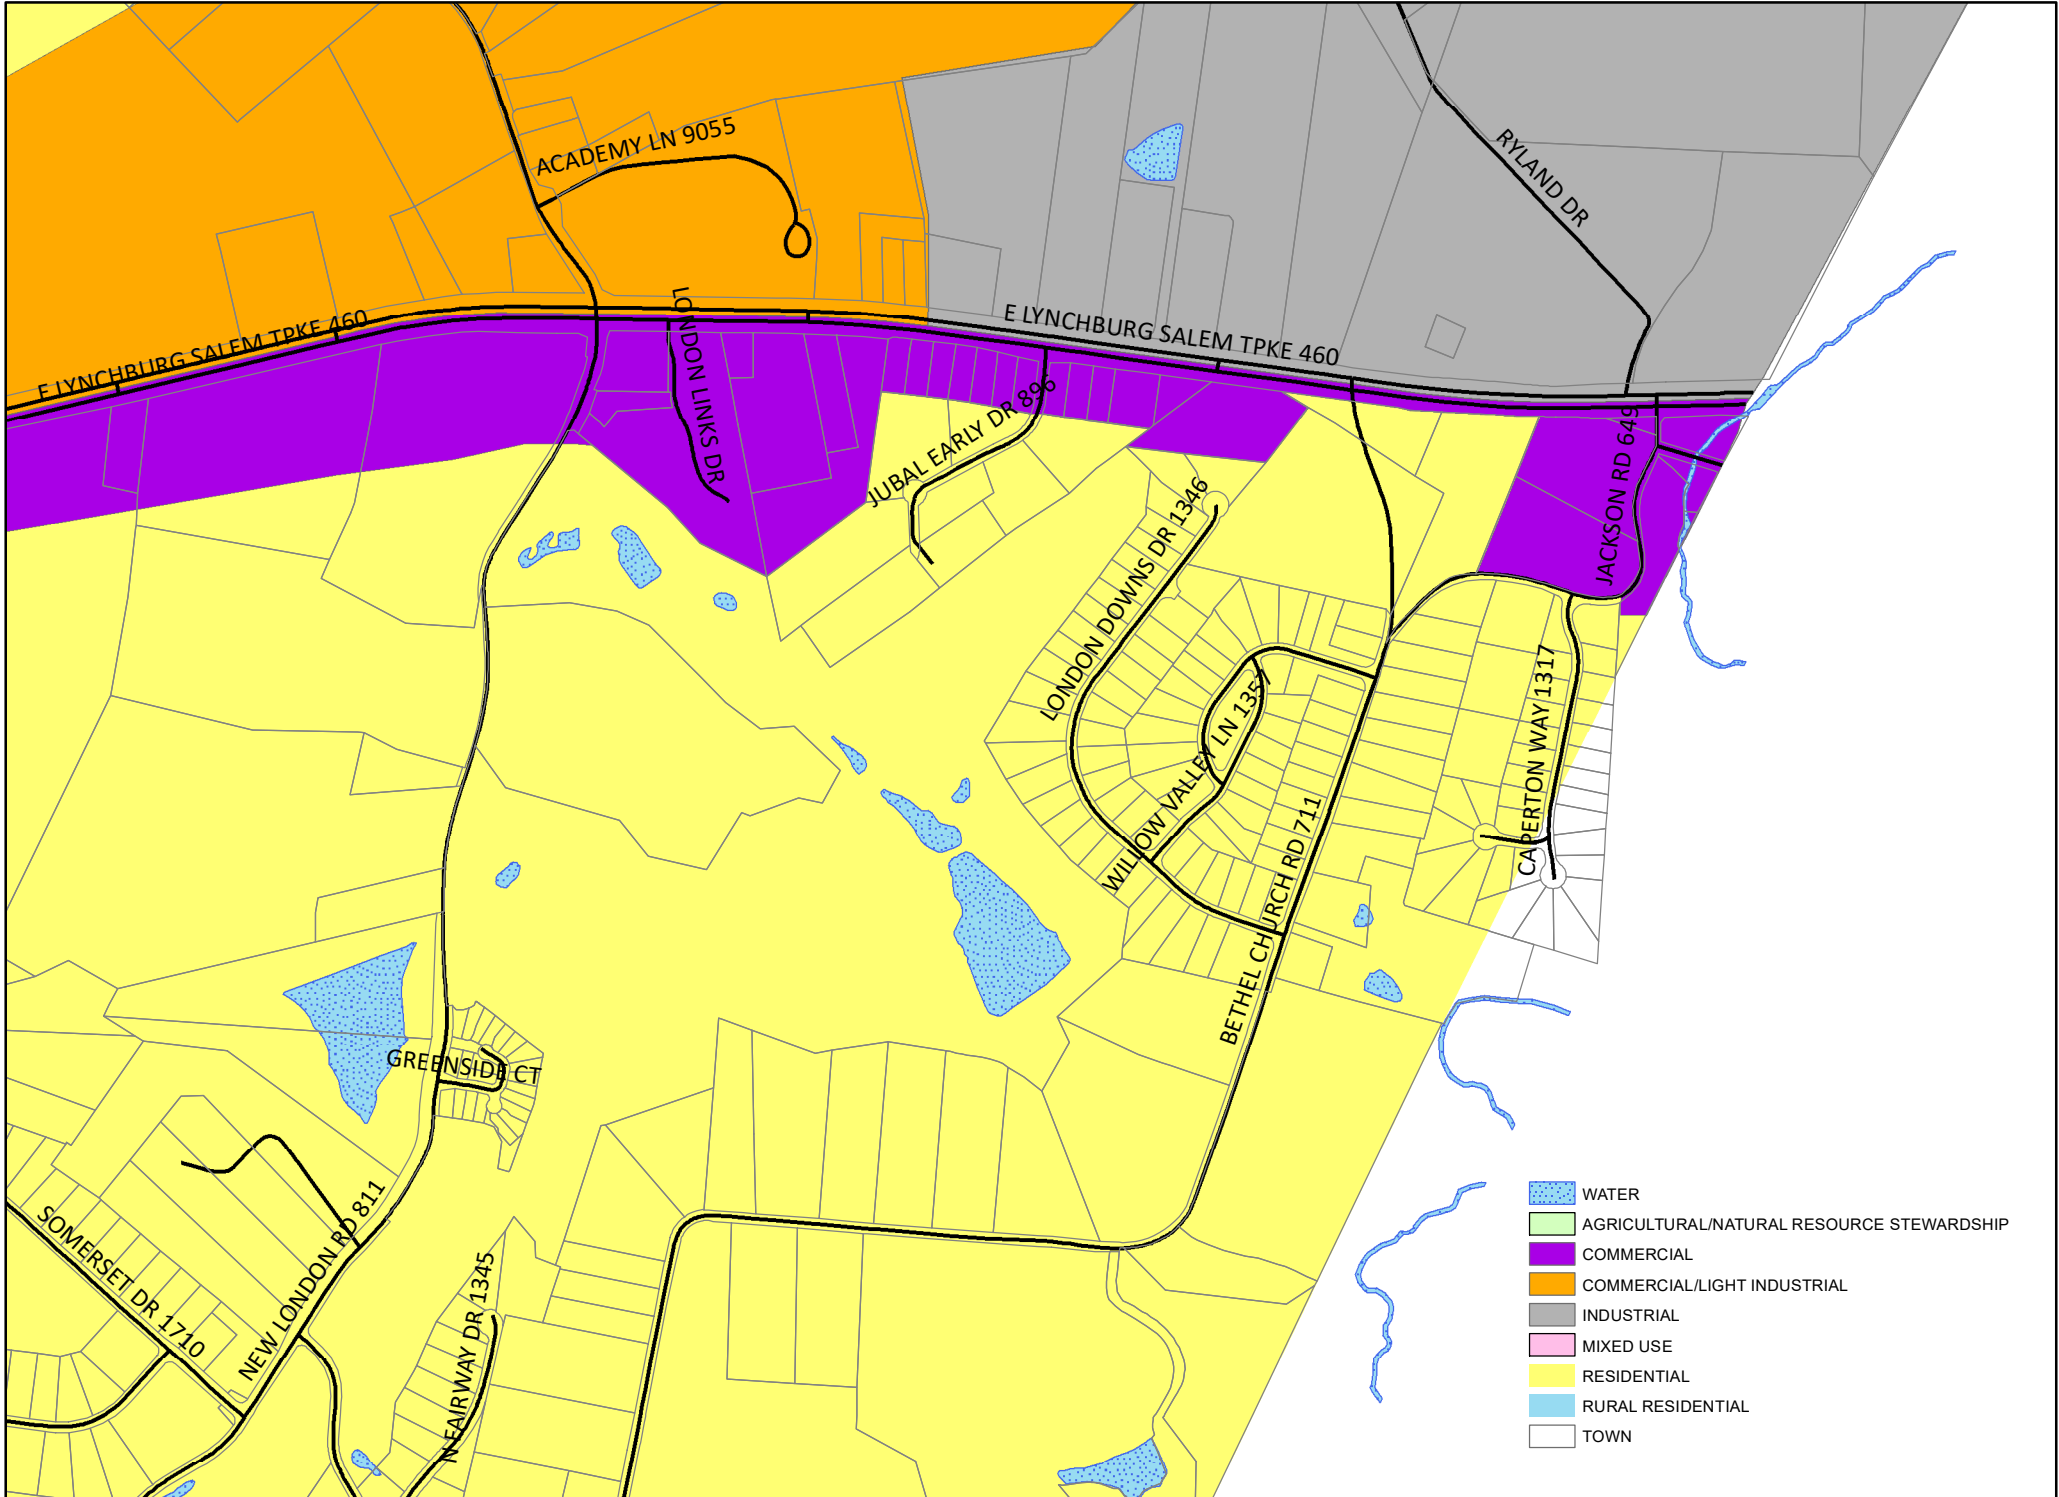 ACADEMY LN 9055
RYLAND DR
E LYNCHBURG SALEM TPKE 460
E LYNCHBURG SALEM TPKE 460
LONDON LINKS DR
JUBAL EARLY DR 896
JACKSON RD 649
LONDON DOWNS DR 1346
WILLOW VALLEY LN 1357
CAPERTON WAY 1317
BETHEL CHURCH RD 711
GREENSIDE CT
SOMERSET DR 1710
NEW LONDON RD 811
N FAIRWAY DR 1345
WATER
AGRICULTURAL/NATURAL RESOURCE STEWARDSHIP
COMMERCIAL
COMMERCIAL/LIGHT INDUSTRIAL
INDUSTRIAL
MIXED USE
RESIDENTIAL
RURAL RESIDENTIAL
TOWN